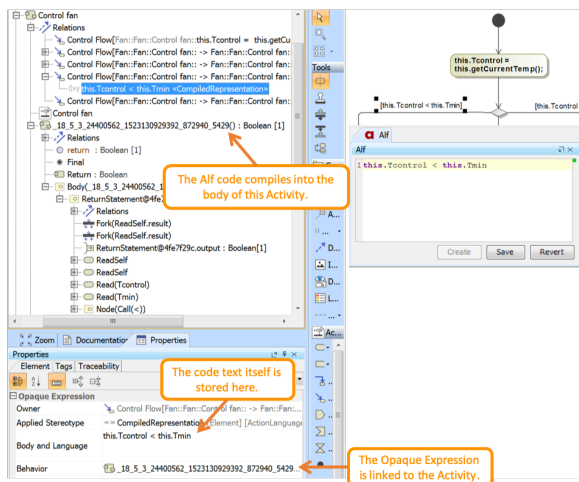 Control fan
Relations
Control Flow[Fan::Fan::Control fan::this.Tcontrol = this.getCu
Control Flow[Fan::Fan::Control fan:: -> Fan::Fan::Control fan:
Control Flow[Fan::Fan::Control fan:: -> Fan::Fan::Control fan:
Control Flow[Fan::Fan::Control fan:: -> Fan::Fan::Control fan:
this.Tcontrol < this.Tmin «CompiledRepresentation»
Control Flow[Fan::Fan::Control fan:: -> Fan::Fan::Control fan:
Control fan
_18_5_3_24400562_1523130929392_872940_5429() : Boolean [1]
Relations
return : Boolean [1]
Final
Return : Boolean
Body(_18_5_3_24400562_1
ReturnStatement@4fe7
Relations
Fork(ReadSelf.result)
Fork(ReadSelf.result)
ReturnStatement@4fe7f29c.output : Boolean[1]
ReadSelf
ReadSelf
Read(Tcontrol)
Read(Tmin)
Node(Call(<))
The Alf code compiles into the
body of this Activity.
Zoom
Documentation
Properties
Properties
Element
Tags
Traceability
The code text itself is
stored here.
Opaque Expression
Owner
Control Flow[Fan::Fan::Control fan:: -> Fan::Fan:...
Applied Stereotype
«» CompiledRepresentation [Element] [ActionLanguage
Body and Language
this.Tcontrol < this.Tmin
Behavior
_18_5_3_24400562_1523130929392_872940_5429...
The Opaque Expression
is linked to the Activity.
Tools
A...
D...
I...
D...
L...
Ac...
this.Tcontrol =
this.getCurrentTemp();
[this.Tcontrol < this.Tmin]
[this.Tcontrol
Alf
Alf
1 this.Tcontrol < this.Tmin
Create
Save
Revert